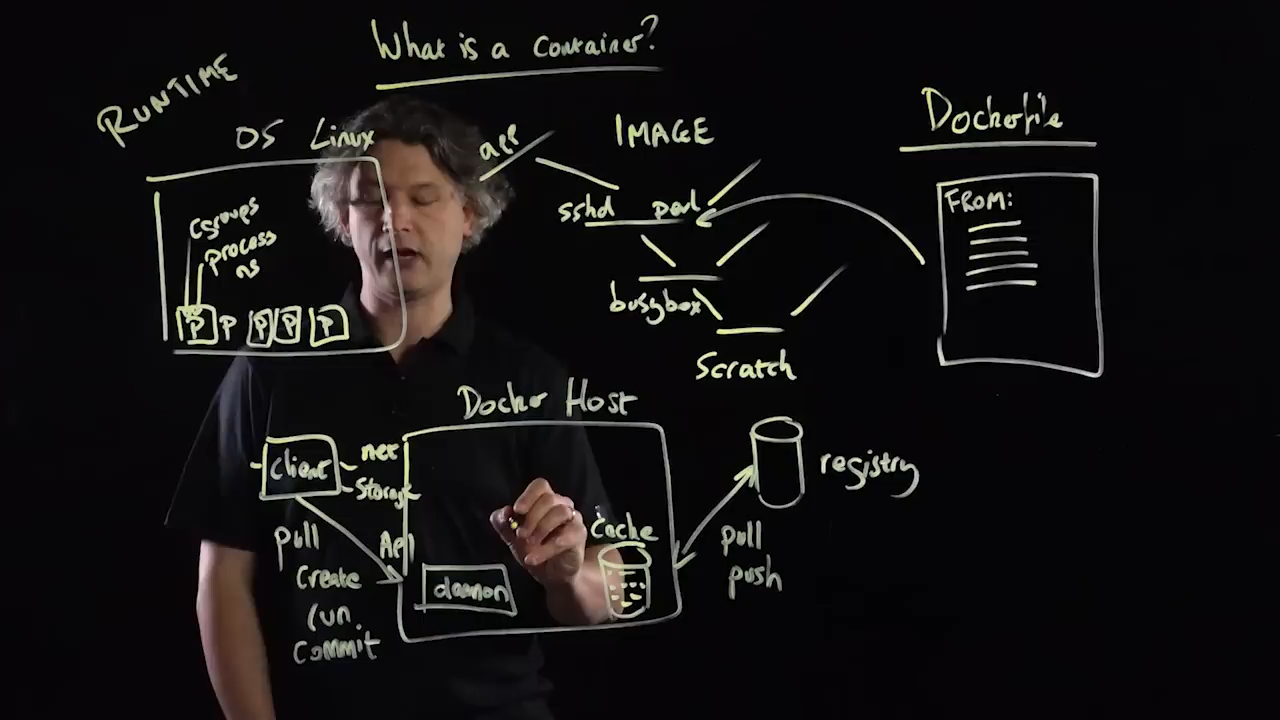 What is a container?
RUNTIME
OS Linux
cgroups
process
ns
P P P P P
IMAGE
app
sshd perl
busybox
Scratch
Dockerfile
FROM:
Docker Host
client
net
Storage
API
pull
create
run
commit
daemon
Cache
registry
pull
push